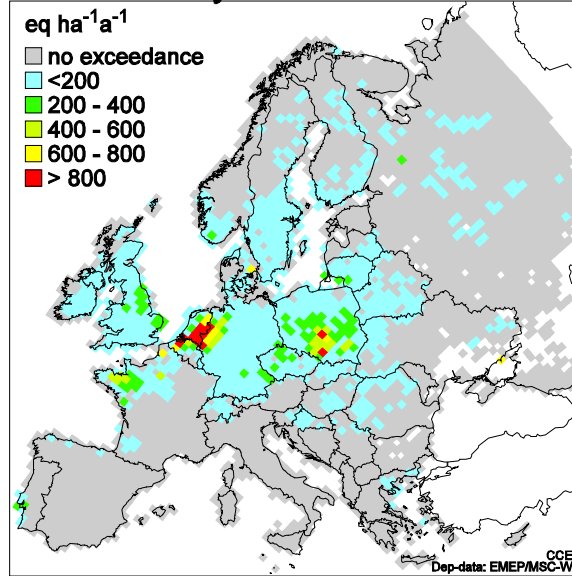 eq ha⁻¹a⁻¹
no exceedance
<200
200 - 400
400 - 600
600 - 800
> 800
CCE
Dep-data: EMEP/MSC-W